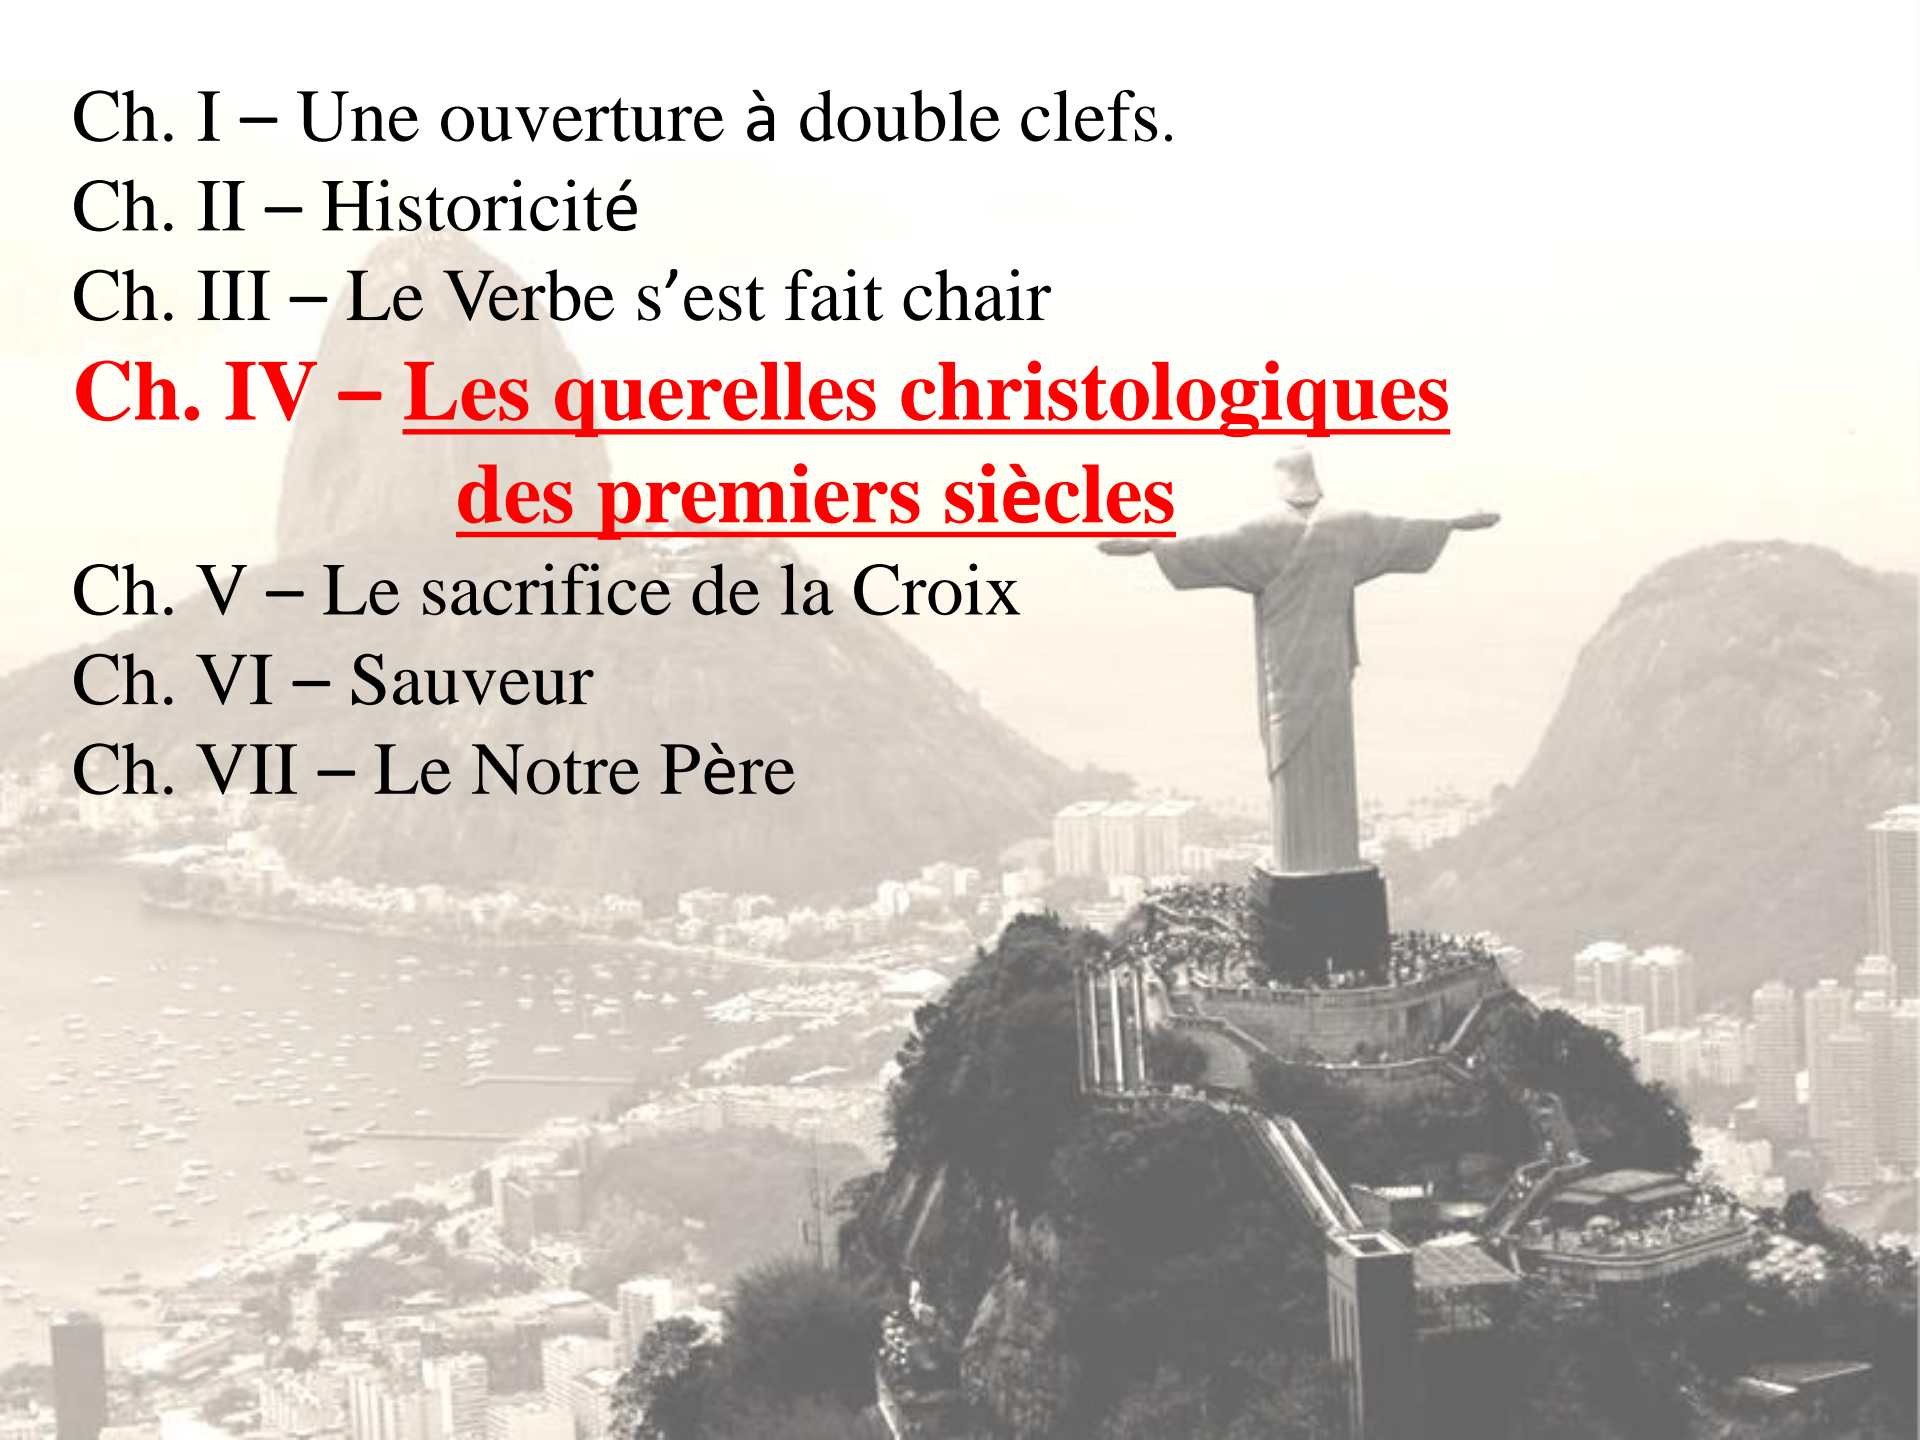 Ch. I – Une ouverture à double clefs.
Ch. II – Historicité
Ch. III – Le Verbe s’est fait chair
Ch. IV – Les querelles christologiques
des premiers siècles
Ch. V – Le sacrifice de la Croix
Ch. VI – Sauveur
Ch. VII – Le Notre Père